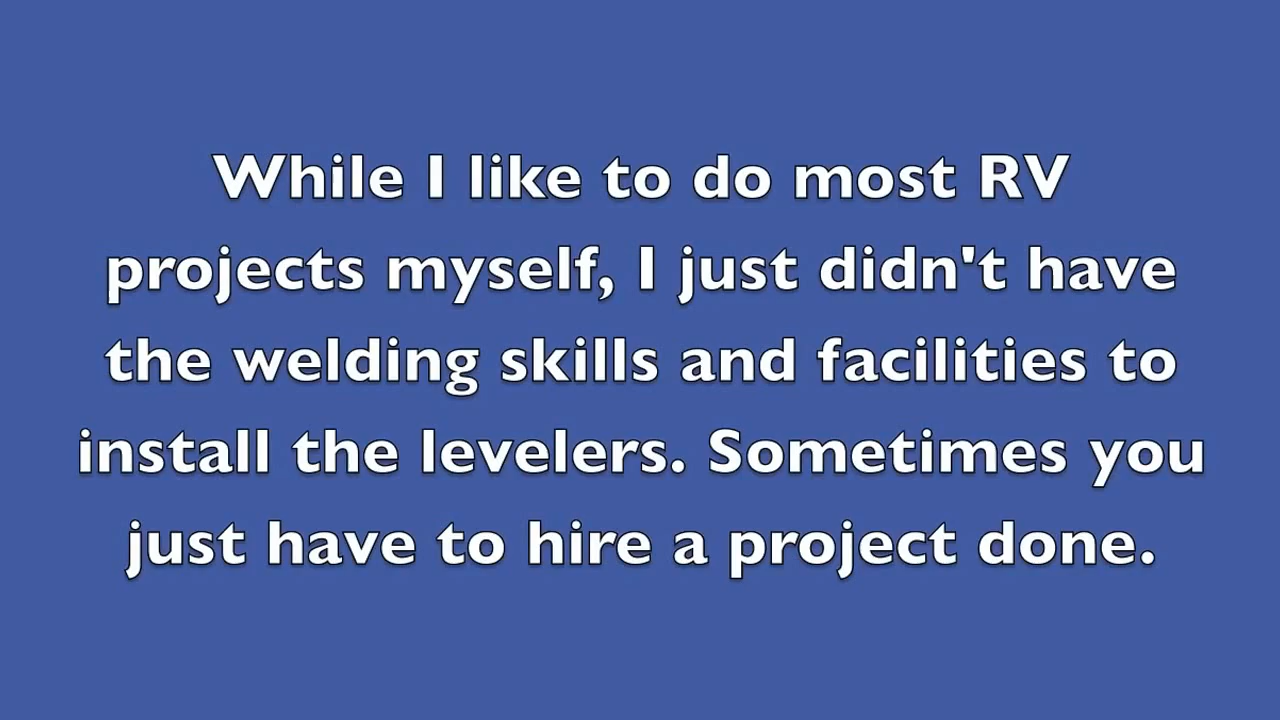 While I like to do most RV
projects myself, I just didn't have
the welding skills and facilities to
install the levelers. Sometimes you
just have to hire a project done.